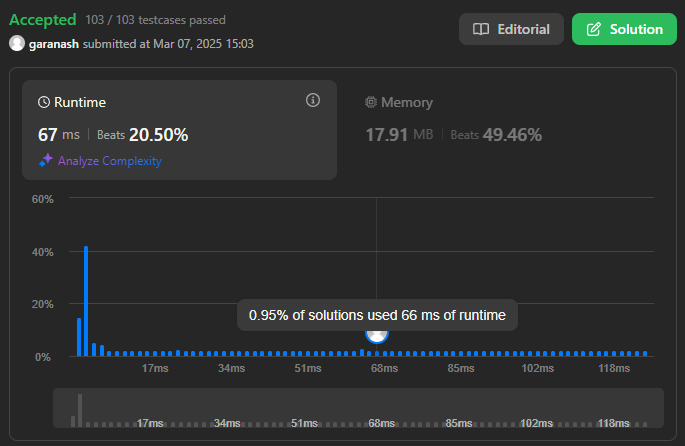 Accepted 103 / 103 testcases passed
garanash submitted at Mar 07, 2025 15:03
Editorial
Solution
Runtime
67 ms Beats 20.50%
Analyze Complexity
Memory
17.91 MB Beats 49.46%
60%
40%
20%
0%
0.95% of solutions used 66 ms of runtime
17ms 34ms 51ms 68ms 85ms 102ms 118ms
17ms 34ms 51ms 68ms 85ms 102ms 118ms